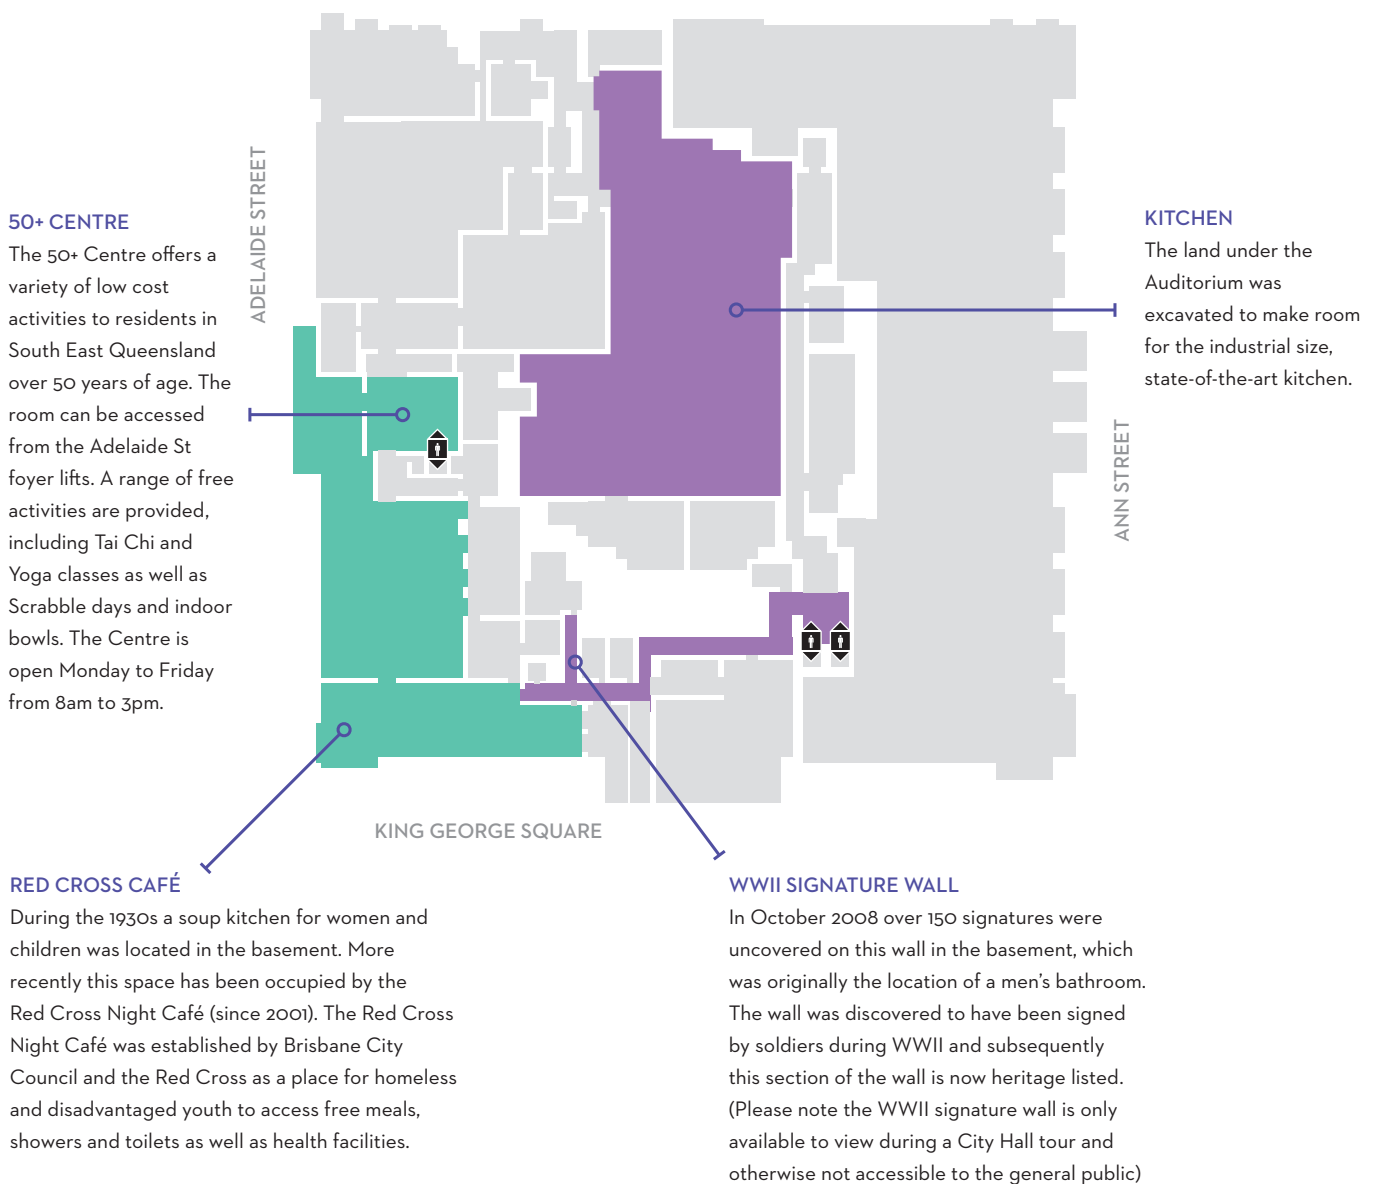 ADELAIDE STREET
50+ CENTRE
The 50+ Centre offers a
variety of low cost
activities to residents in
South East Queensland
over 50 years of age. The
room can be accessed
from the Adelaide St
foyer lifts. A range of free
activities are provided,
including Tai Chi and
Yoga classes as well as
Scrabble days and indoor
bowls. The Centre is
open Monday to Friday
from 8am to 3pm.
KITCHEN
The land under the
Auditorium was
excavated to make room
for the industrial size,
state-of-the-art kitchen.
ANN STREET
KING GEORGE SQUARE
RED CROSS CAFÉ
During the 1930s a soup kitchen for women and
children was located in the basement. More
recently this space has been occupied by the
Red Cross Night Café (since 2001). The Red Cross
Night Café was established by Brisbane City
Council and the Red Cross as a place for homeless
and disadvantaged youth to access free meals,
showers and toilets as well as health facilities.
WWII SIGNATURE WALL
In October 2008 over 150 signatures were
uncovered on this wall in the basement, which
was originally the location of a men's bathroom.
The wall was discovered to have been signed
by soldiers during WWII and subsequently
this section of the wall is now heritage listed.
(Please note the WWII signature wall is only
available to view during a City Hall tour and
otherwise not accessible to the general public)